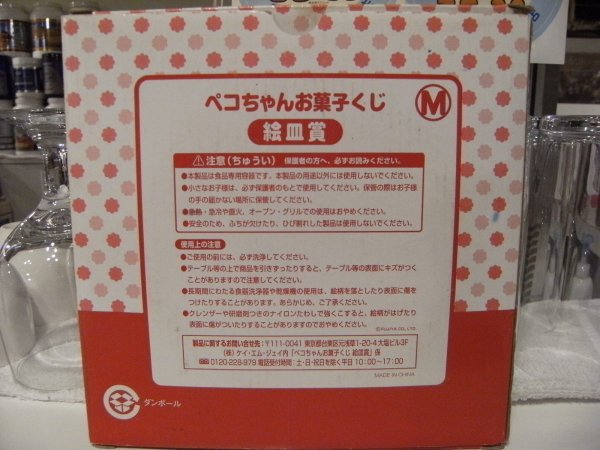 ペコちゃんお菓子くじ
M
絵皿賞
注意(ちゅうい) 保護者の方へ、必ずお読みください。
●本製品は食品専用容器です。本製品の用途以外には使用しないでください。
●小さなお子様は、必ず保護者のもとで使用してください。保管の際はお子様
の手の届かない場所に保管してください。
●急熱・急冷や直火、オーブン・グリルでの使用はおやめください。
●安全のため、ふちが欠けたり、ひび割れした製品は使用しないでください。
使用上の注意
●ご使用の前には、必ず洗浄してください。
●テーブル等の上で商品を引きずったりすると、テーブル等の表面にキズがつく
ことがありますので注意してください。
●長期間にわたる食器洗浄器や乾燥機の使用は、絵柄を落としたり表面に傷を
つけたりすることがあります。あらかじめ、ご了承ください。
●クレンザーや研磨剤つきのナイロンたわしで強くこすると、絵柄がはげたり
表面に傷がついたりすることがありますのでおやめください。
©FUJIYA CO., LTD.
製品に関するお問い合せ先:〒111-0041 東京都台東区元浅草1-20-4大塩ビル3F
(株)ケイ・エム・ジェイ内「ペコちゃんお菓子くじ 絵皿賞」係
0120-228-979 電話受付時間:土・日・祝日を除く平日10:00〜17:00
MADE IN CHINA
ダンボール